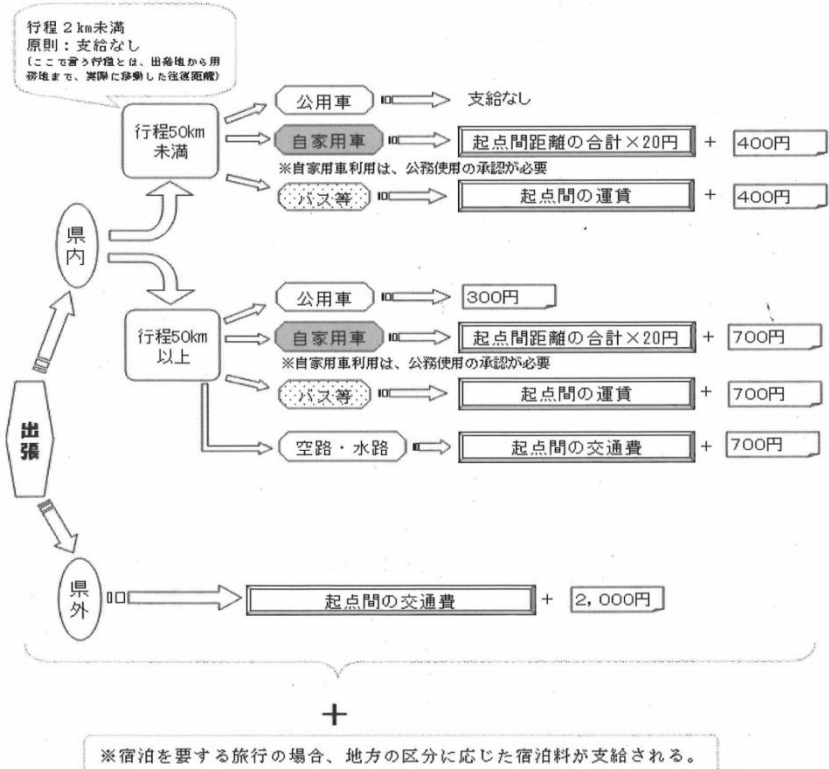 行程２km未満
原則：支給なし
（ここで言う行程とは、出発地から用
務地まで、実際に移動した往復距離）
行程50km
未満
公用車
支給なし
自家用車
起点間距離の合計×20円
+
400円
※自家用車利用は、公務使用の承認が必要
バス等
起点間の運賃
+
400円
県内
行程50km
以上
公用車
300円
自家用車
起点間距離の合計×20円
+
700円
※自家用車利用は、公務使用の承認が必要
バス等
起点間の運賃
+
700円
空路・水路
起点間の交通費
+
700円
出張
県外
起点間の交通費
+
2,000円
＋
※宿泊を要する旅行の場合、地方の区分に応じた宿泊料が支給される。